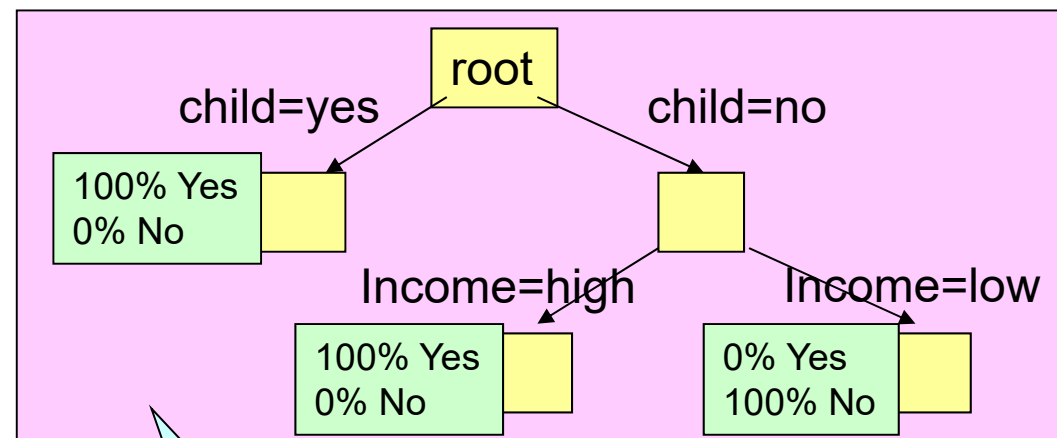 root
child=yes
child=no
100% Yes
0% No
Income=high
Income=low
100% Yes
0% No
0% Yes
100% No